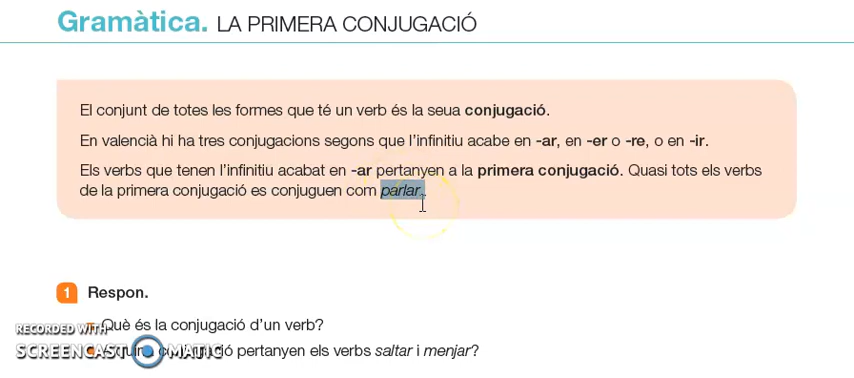 Gramàtica. LA PRIMERA CONJUGACIÓ
El conjunt de totes les formes que té un verb és la seua conjugació.
En valencià hi ha tres conjugacions segons que l'infinitiu acabe en -ar, en -er o -re, o en -ir.
Els verbs que tenen l'infinitiu acabat en -ar pertanyen a la primera conjugació. Quasi tots els verbs
de la primera conjugació es conjuguen com parlar.
1 Respon.
Què és la conjugació d'un verb?
RECORDED WITH
pertanyen els verbs saltar i menjar?
SCREENCAST MATIC